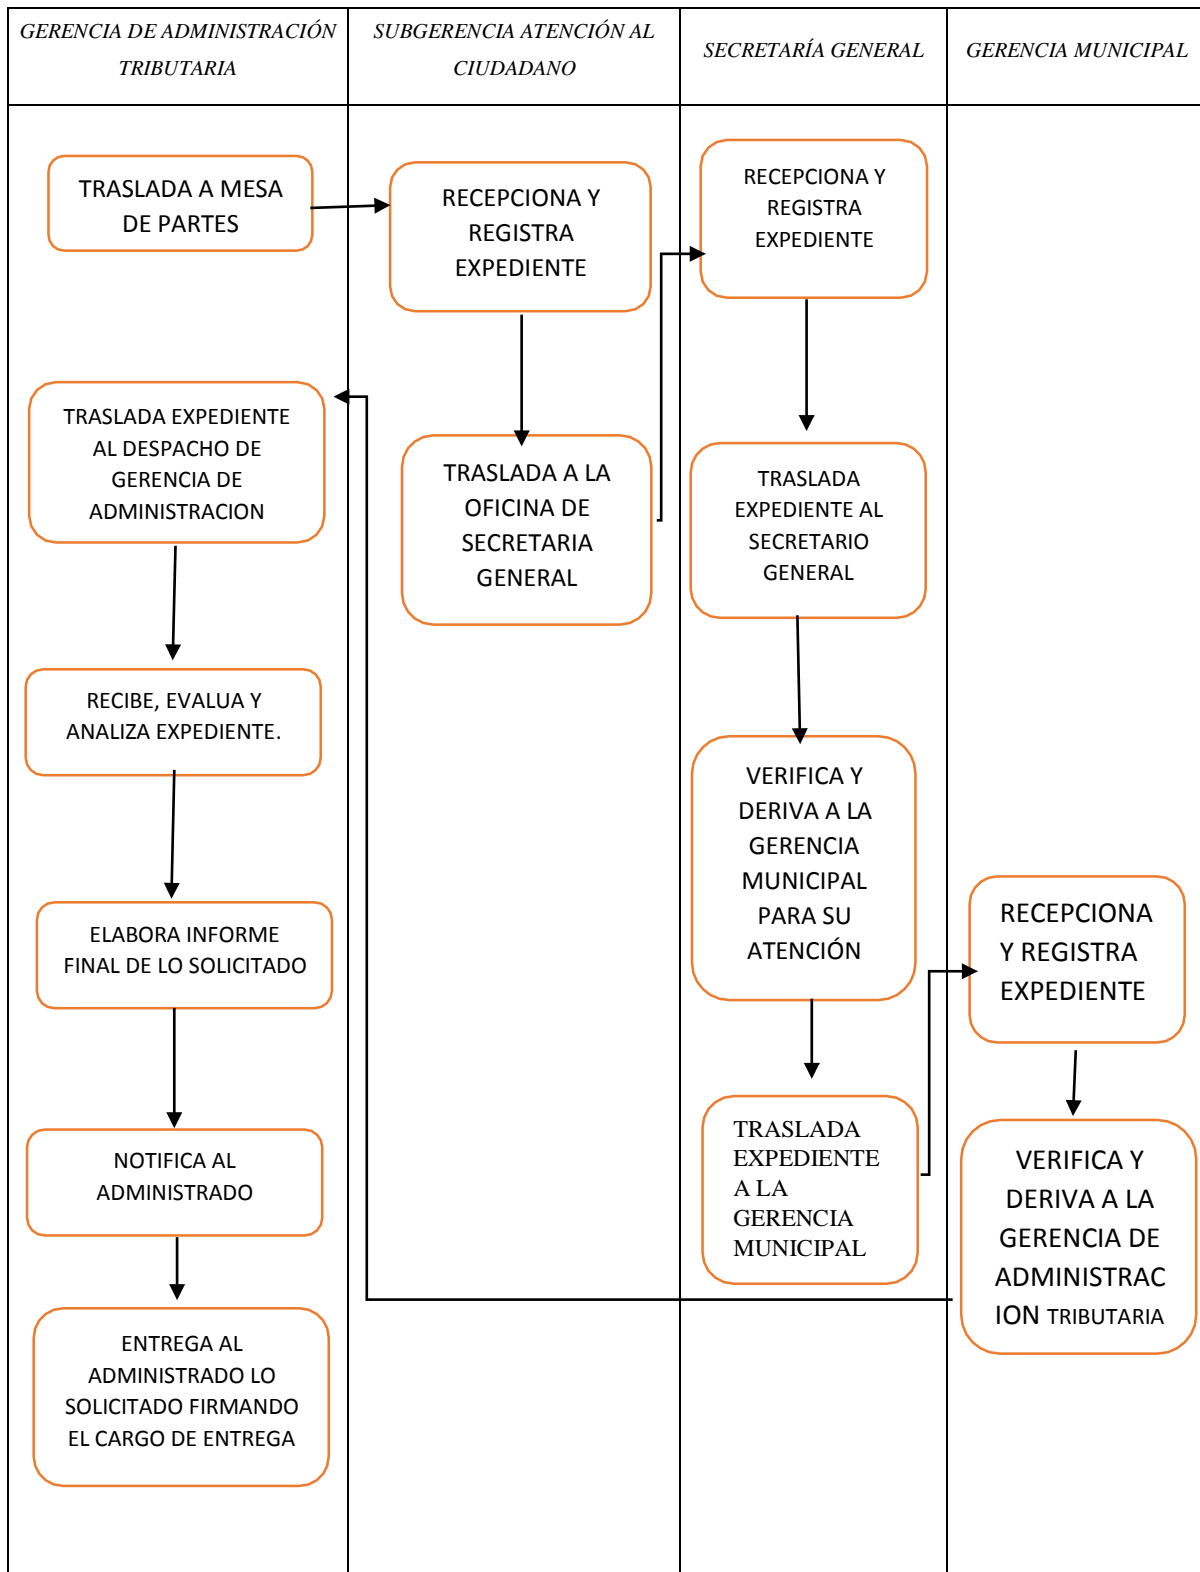 GERENCIA DE ADMINISTRACIÓN
TRIBUTARIA
SUBGERENCIA ATENCIÓN AL
CIUDADANO
SECRETARÍA GENERAL
GERENCIA MUNICIPAL
TRASLADA A MESA
DE PARTES
RECEPCIONA Y
REGISTRA
EXPEDIENTE
RECEPCIONA Y
REGISTRA
EXPEDIENTE
TRASLADA EXPEDIENTE
AL DESPACHO DE
GERENCIA DE
ADMINISTRACION
TRASLADA A LA
OFICINA DE
SECRETARIA
GENERAL
TRASLADA
EXPEDIENTE AL
SECRETARIO
GENERAL
RECIBE, EVALUA Y
ANALIZA EXPEDIENTE.
VERIFICA Y
DERIVA A LA
GERENCIA
MUNICIPAL
PARA SU
ATENCIÓN
ELABORA INFORME
FINAL DE LO SOLICITADO
RECEPCIONA
Y REGISTRA
EXPEDIENTE
NOTIFICA AL
ADMINISTRADO
TRASLADA
EXPEDIENTE
A LA
GERENCIA
MUNICIPAL
VERIFICA Y
DERIVA A LA
GERENCIA DE
ADMINISTRAC
ION TRIBUTARIA
ENTREGA AL
ADMINISTRADO LO
SOLICITADO FIRMANDO
EL CARGO DE ENTREGA